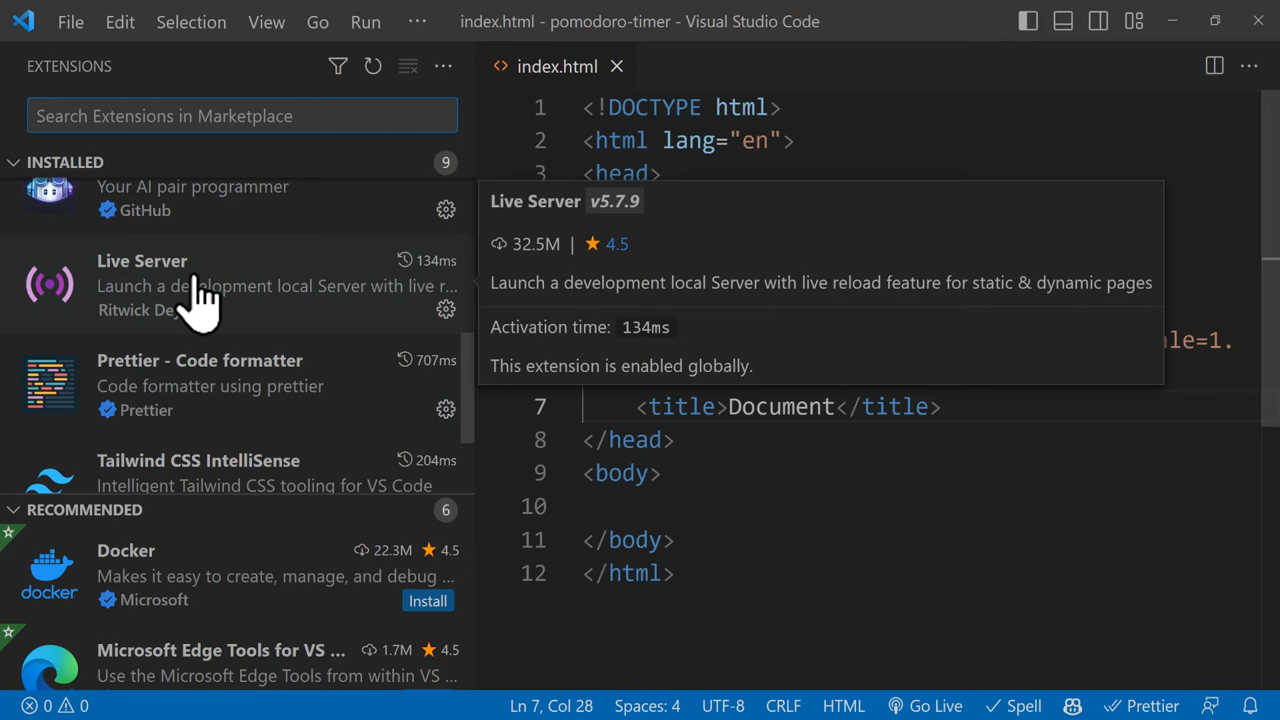 File Edit Selection View Go Run ··· index.html - pomodoro-timer - Visual Studio Code
EXTENSIONS
Search Extensions in Marketplace
INSTALLED 9
Your AI pair programmer
GitHub
Live Server 134ms
Launch a development local Server with live r...
Ritwick Dey
Prettier - Code formatter 707ms
Code formatter using prettier
Prettier
Tailwind CSS IntelliSense 204ms
Intelligent Tailwind CSS tooling for VS Code
RECOMMENDED 6
Docker 22.3M 4.5
Makes it easy to create, manage, and debug ...
docker
Microsoft Install
Microsoft Edge Tools for VS ... 1.7M 4.5
Use the Microsoft Edge Tools from within VS ...
index.html
1 <!DOCTYPE html>
2 <html lang="en">
3 <head>
Live Server v5.7.9
32.5M | 4.5
Launch a development local Server with live reload feature for static & dynamic pages
Activation time: 134ms
This extension is enabled globally.
ale=1.
7 <title>Document</title>
8 </head>
9 <body>
10
11 </body>
12 </html>
0 0 Ln 7, Col 28 Spaces: 4 UTF-8 CRLF HTML Go Live Spell Prettier